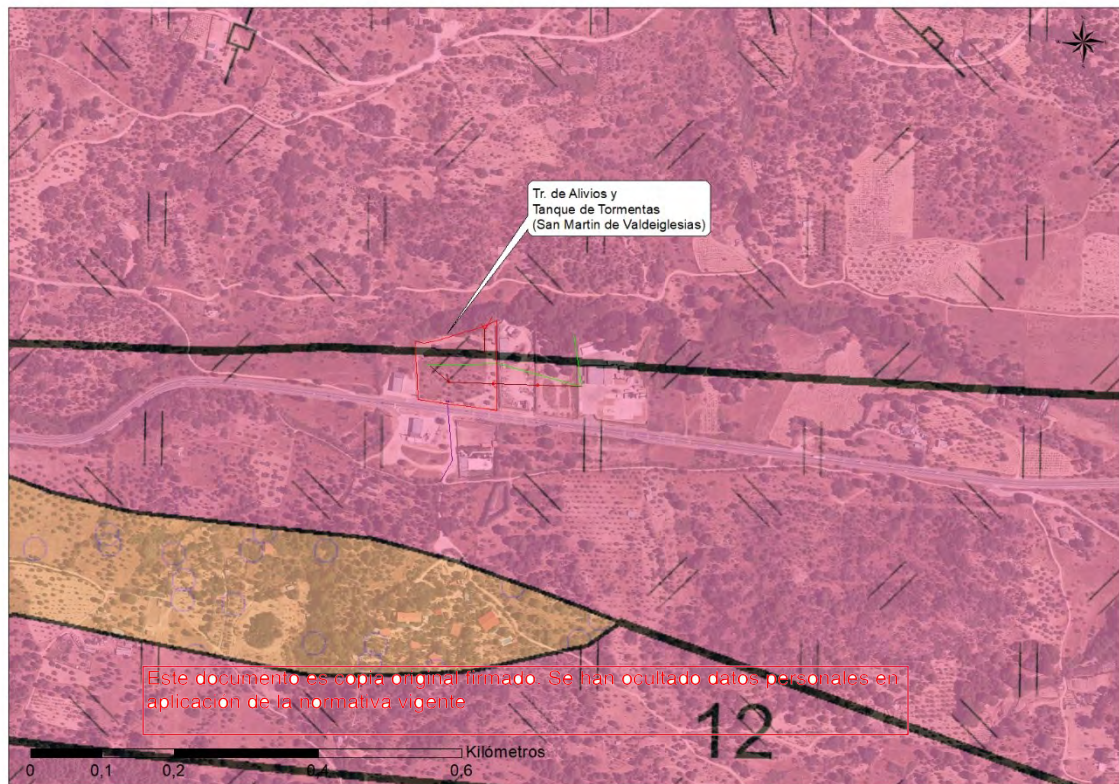 Tr. de Alivios y
Tanque de Tormentas
(San Martin de Valdeiglesias)
Este documento es copia original firmado. Se han ocultado datos personales en
aplicación de la normativa vigente
12
Kilómetros
0 0,1 0,2 0,4 0,6